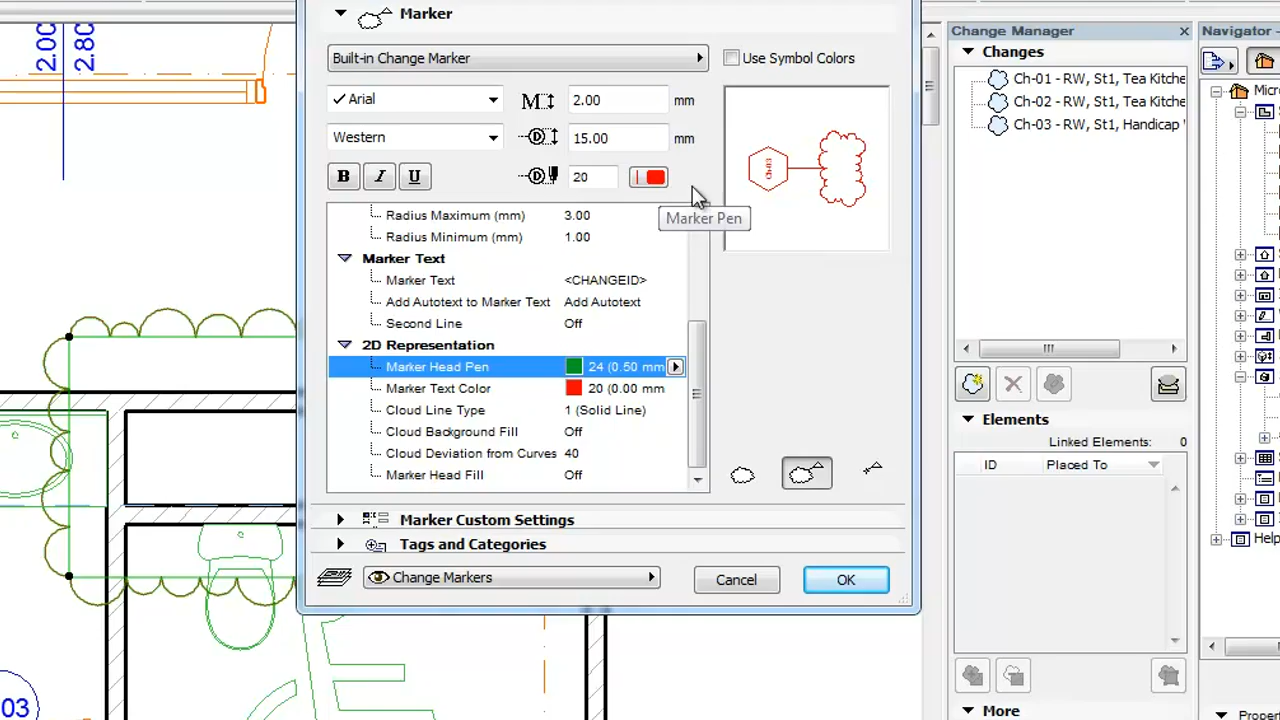 2.00
2.80
03
Marker
Built-in Change Marker
Use Symbol Colors
Arial
2.00 mm
Western
15.00 mm
B I U
20
Ch-03
Marker Pen
Radius Maximum (mm) 3.00
Radius Minimum (mm) 1.00
Marker Text
Marker Text <CHANGEID>
Add Autotext to Marker Text Add Autotext
Second Line Off
2D Representation
Marker Head Pen 24 (0.50 mm
Marker Text Color 20 (0.00 mm
Cloud Line Type 1 (Solid Line)
Cloud Background Fill Off
Cloud Deviation from Curves 40
Marker Head Fill Off
Marker Custom Settings
Tags and Categories
Change Markers
Cancel
OK
Change Manager
Changes
Ch-01 - RW, St1, Tea Kitche
Ch-02 - RW, St1, Tea Kitche
Ch-03 - RW, St1, Handicap
Elements
Linked Elements: 0
ID Placed To
More
Navigator -
Micr
Help
Proper